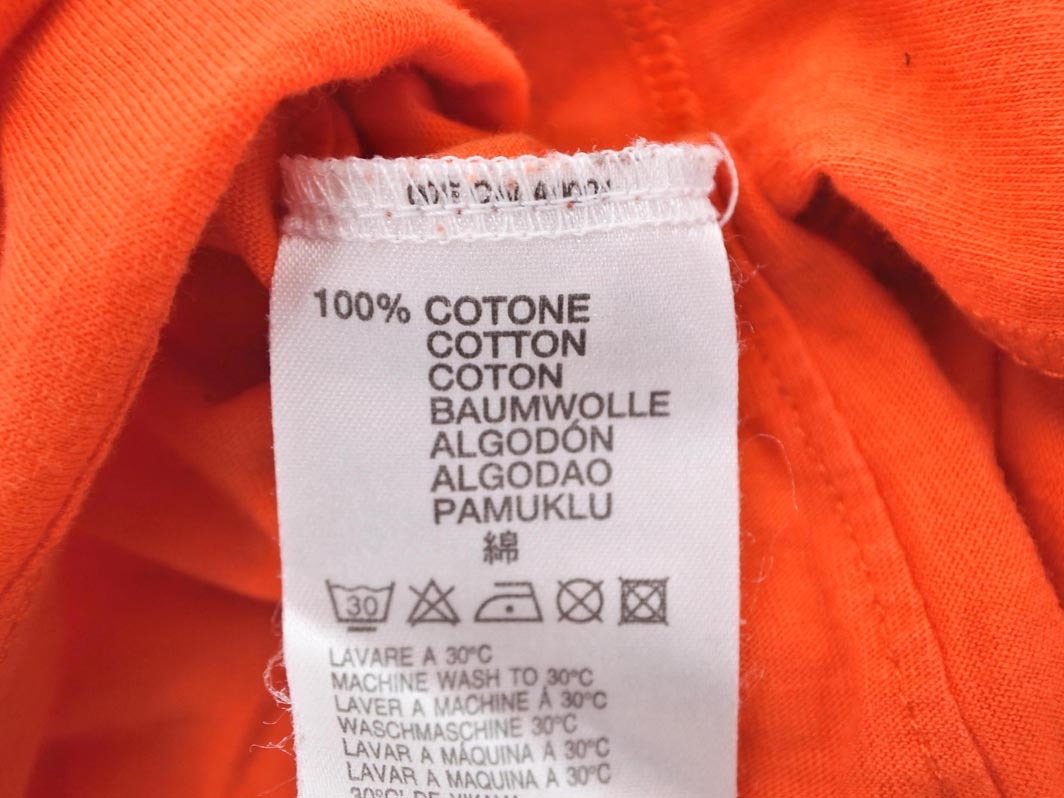 100% COTONE
COTTON
COTON
BAUMWOLLE
ALGODÓN
ALGODAO
PAMUKLU
綿
30
LAVARE A 30°C
MACHINE WASH TO 30°C
LAVER A MACHINE Á 30°C
WASCHMASCHINE 30°C
LAVAR A MÁQUINA A 30°C
LAVAR A MAQUINA A 30°C